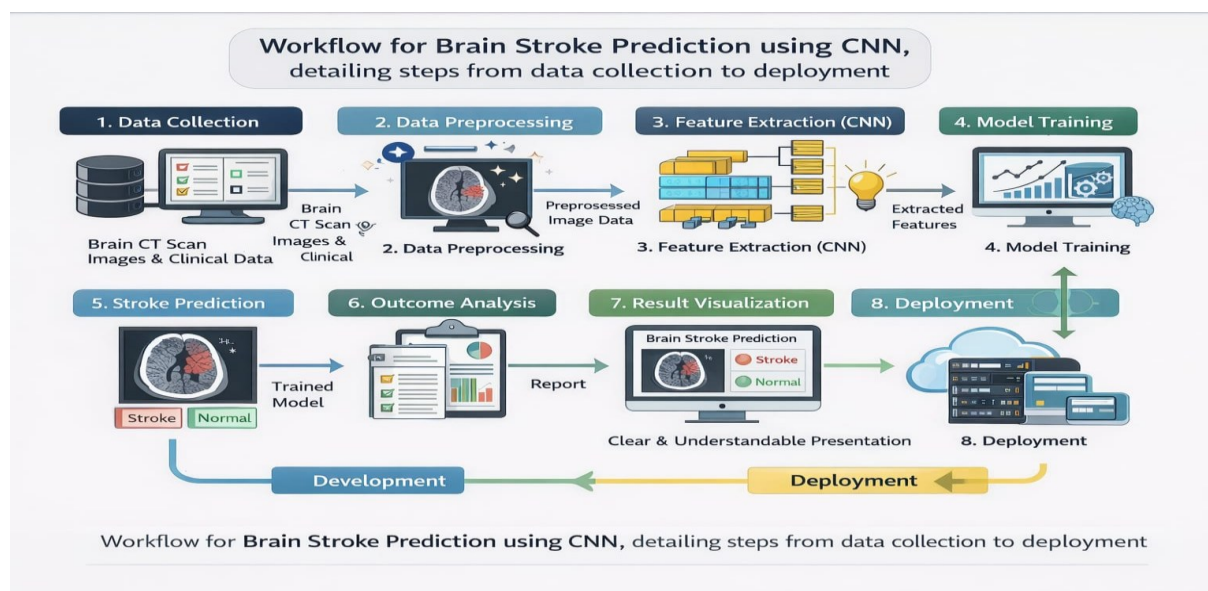 Workflow for Brain Stroke Prediction using CNN,
detailing steps from data collection to deployment
1. Data Collection
2. Data Preprocessing
3. Feature Extraction (CNN)
4. Model Training
Brain CT Scan
Images & Clinical Data
Brain
CT Scan
Images &
Clinical
2. Data Preprocessing
Preprosessed
Image Data
3. Feature Extraction (CNN)
Extracted
Features
4. Model Training
5. Stroke Prediction
6. Outcome Analysis
7. Result Visualization
8. Deployment
Stroke
Normal
Trained
Model
Report
Brain Stroke Prediction
Stroke
Normal
Clear & Understandable Presentation
8. Deployment
Development
Deployment
Workflow for Brain Stroke Prediction using CNN, detailing steps from data collection to deployment